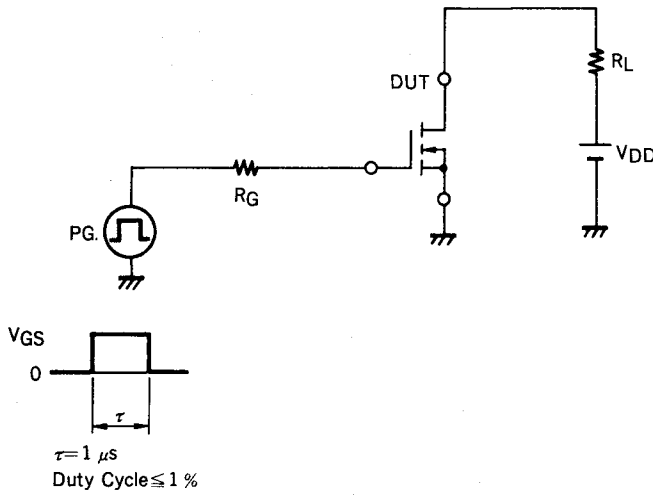 DUT
RL
VDD
RG
PG.
VGS
0
τ
τ=1 μs
Duty Cycle≦1 %